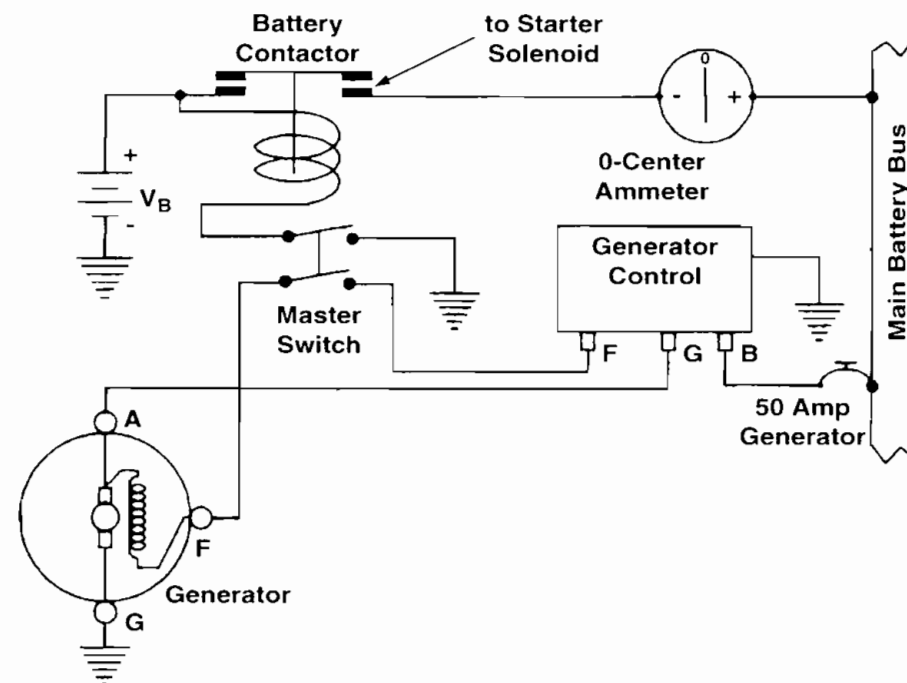 Battery
Contactor
to Starter
Solenoid
0
- +
0-Center
Ammeter
+
V_B
-
Main Battery Bus
Generator
Control
Master
Switch
F G B
50 Amp
Generator
A
F
Generator
G